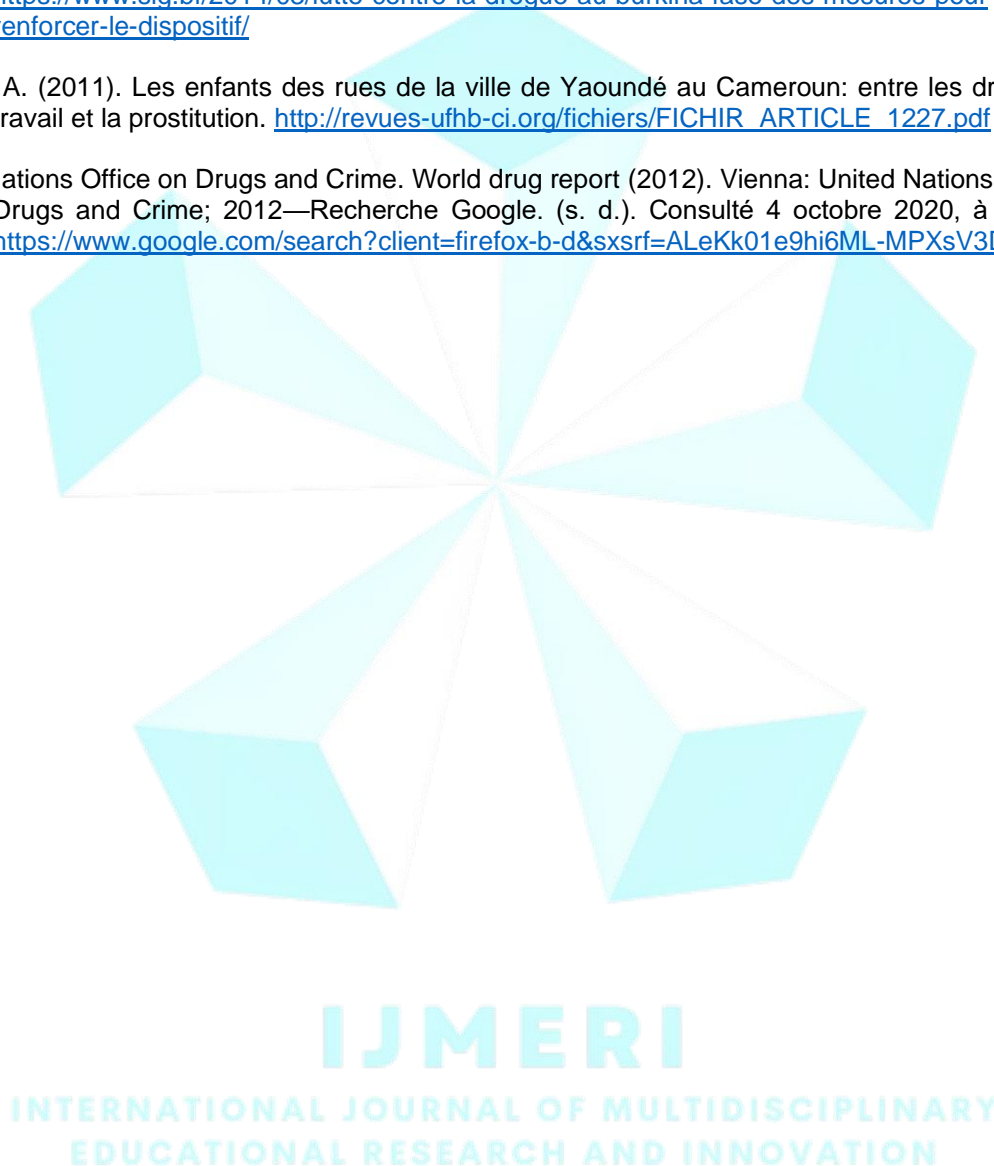 renforcer-le-dispositif/
A. (2011). Les enfants des rues de la ville de Yaoundé au Cameroun: entre les
travail et la prostitution. http://revues-ufhb-ci.org/fichiers/FICHIR_ARTICLE_1227.pdf
ations Office on Drugs and Crime. World drug report (2012). Vienna: United Nations
Drugs and Crime; 2012—Recherche Google. (s. d.). Consulté 4 octobre 2020, à
https://www.google.com/search?client=firefox-b-d&sxsrf=ALeKk01e9hi6ML-MPXsV3D
IJMERI
INTERNATIONAL JOURNAL OF MULTIDISCIPLINARY
EDUCATIONAL RESEARCH AND INNOVATION